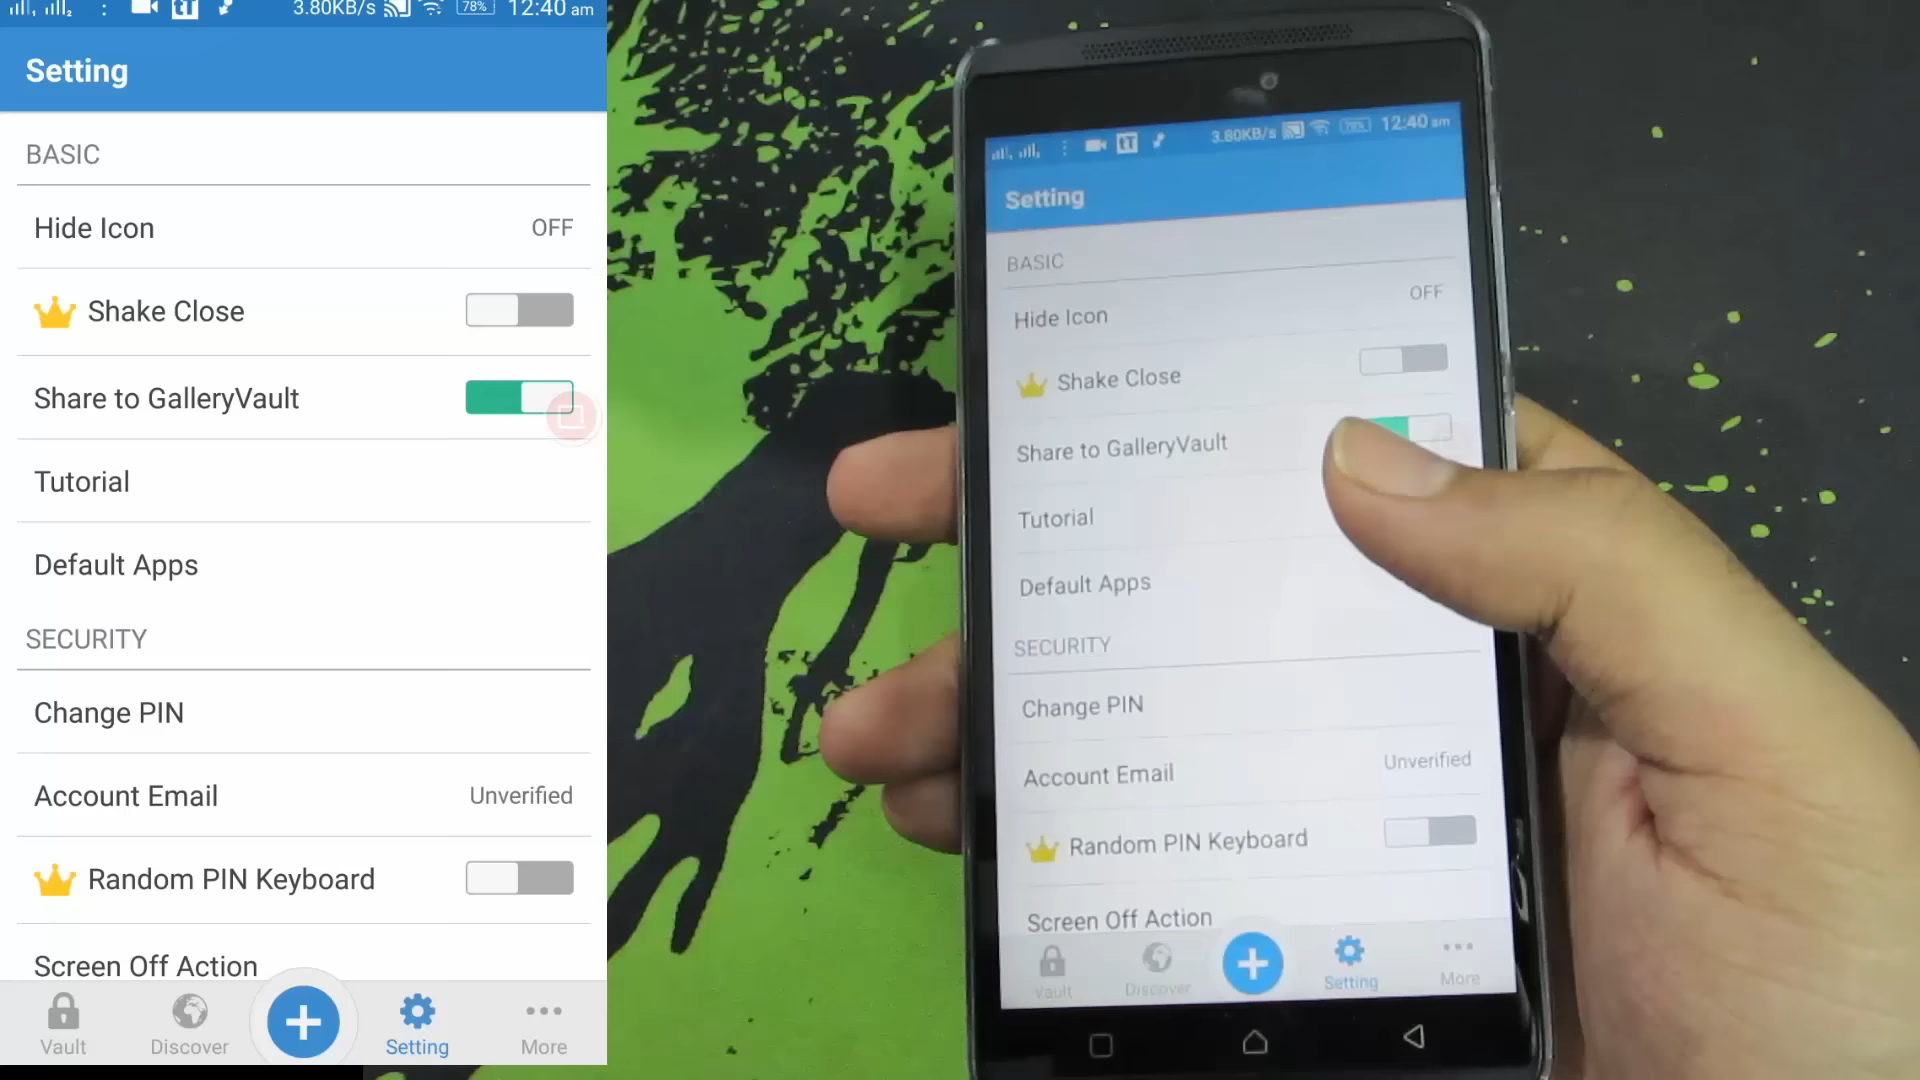 tT 3.80KB/s 78% 12:40 am
Setting
BASIC
Hide Icon OFF
Shake Close
Share to GalleryVault
Tutorial
Default Apps
SECURITY
Change PIN
Account Email Unverified
Random PIN Keyboard
Screen Off Action
Vault Discover Setting More
tT 3.80KB/s 78% 12:40 am
Setting
BASIC
Hide Icon OFF
Shake Close
Share to GalleryVault
Tutorial
Default Apps
SECURITY
Change PIN
Account Email Unverified
Random PIN Keyboard
Screen Off Action
Vault Discover Setting More